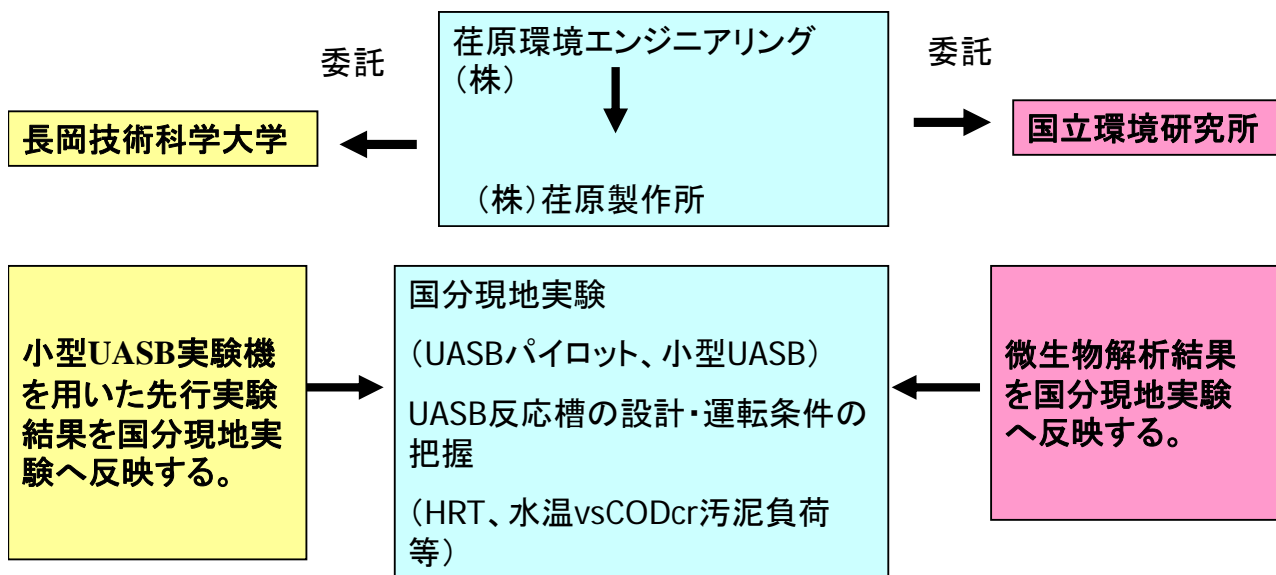 委託
荏原環境エンジニアリング
（株）
委託
長岡技術科学大学
国立環境研究所
（株）荏原製作所
小型UASB実験機
を用いた先行実験
結果を国分現地実
験へ反映する。
国分現地実験
（UASBパイロット、小型UASB）
UASB反応槽の設計・運転条件の
把握
（HRT、水温vsCODcr汚泥負荷
等）
微生物解析結果
を国分現地実験
へ反映する。